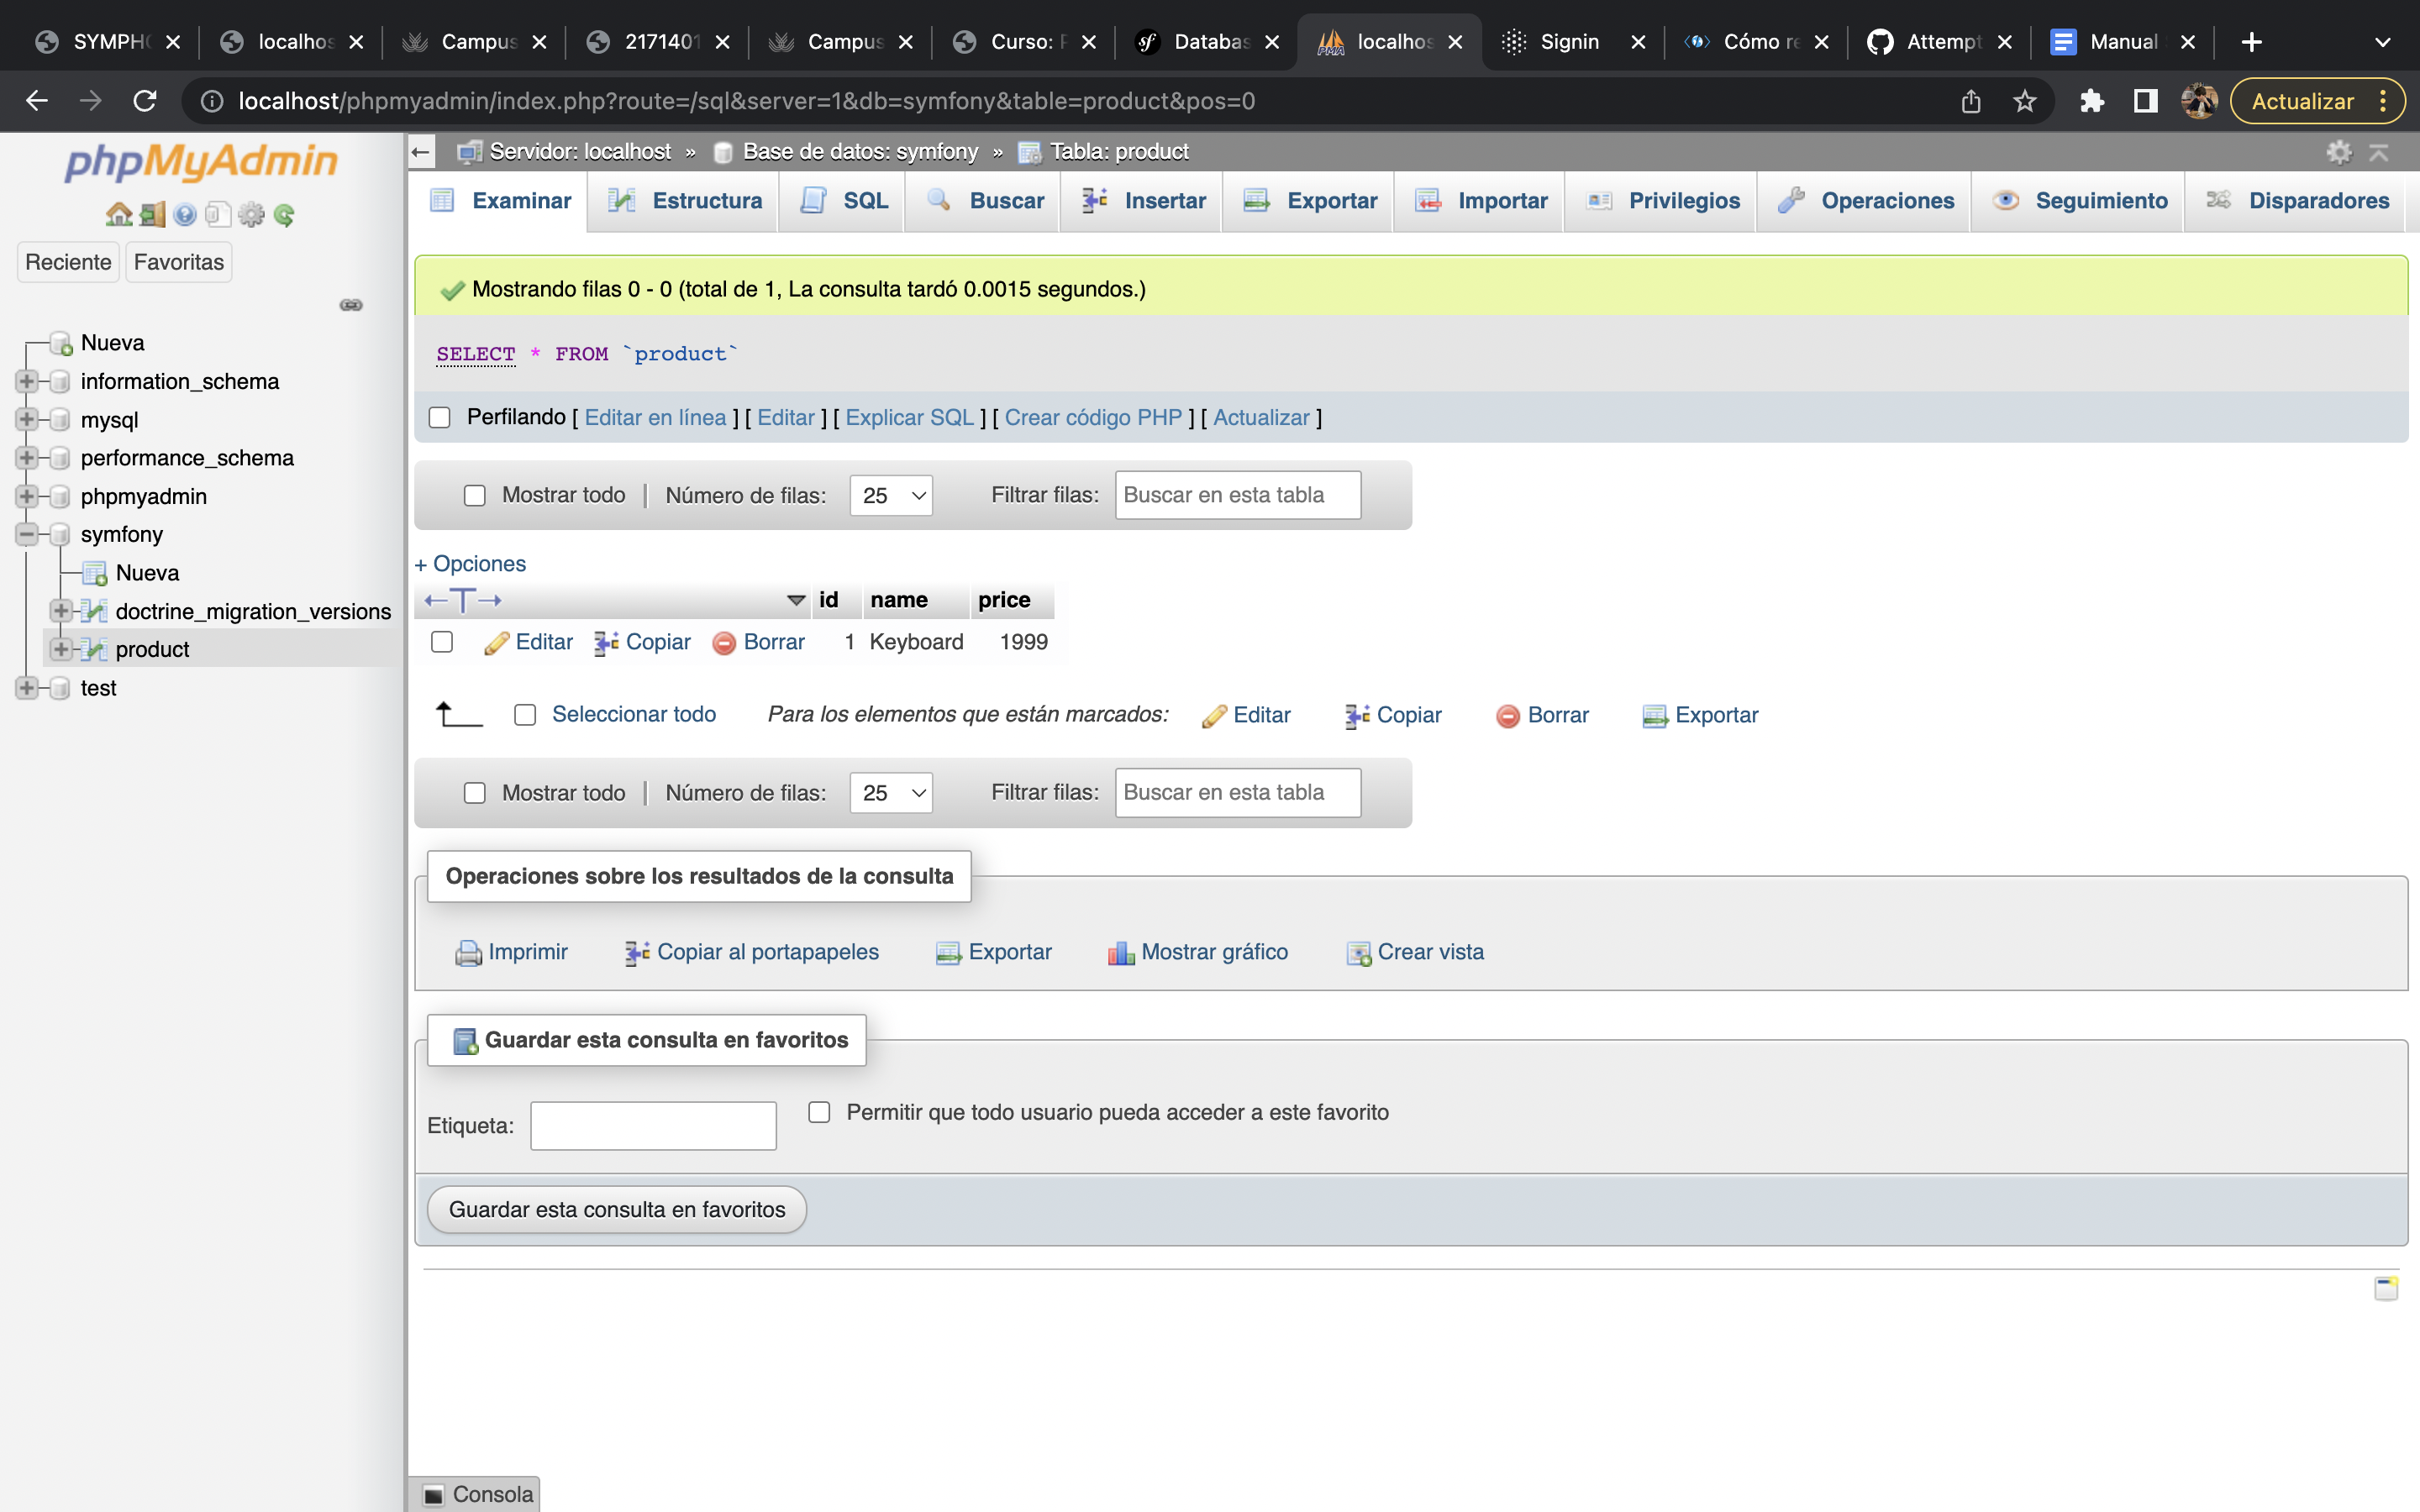 SYMPH
localhos
Campus
2171401
Campus
Curso:
Databas
localhos
Signin
Cómo re
Attempt
Manual
localhost/phpmyadmin/index.php?route=/sql&server=1&db=symfony&table=product&pos=0
Actualizar
phpMyAdmin
Reciente
Favoritas
Nueva
information_schema
mysql
performance_schema
phpmyadmin
symfony
Nueva
doctrine_migration_versions
product
test
Servidor: localhost » Base de datos: symfony » Tabla: product
Examinar
Estructura
SQL
Buscar
Insertar
Exportar
Importar
Privilegios
Operaciones
Seguimiento
Disparadores
Mostrando filas 0 - 0 (total de 1, La consulta tardó 0.0015 segundos.)
SELECT * FROM `product`
Perfilando [ Editar en línea ] [ Editar ] [ Explicar SQL ] [ Crear código PHP ] [ Actualizar ]
Mostrar todo | Número de filas: 25 Filtrar filas: Buscar en esta tabla
+ Opciones
←T→ id name price
Editar Copiar Borrar 1 Keyboard 1999
Seleccionar todo Para los elementos que están marcados: Editar Copiar Borrar Exportar
Mostrar todo | Número de filas: 25 Filtrar filas: Buscar en esta tabla
Operaciones sobre los resultados de la consulta
Imprimir Copiar al portapapeles Exportar Mostrar gráfico Crear vista
Guardar esta consulta en favoritos
Etiqueta: Permitir que todo usuario pueda acceder a este favorito
Guardar esta consulta en favoritos
Consola